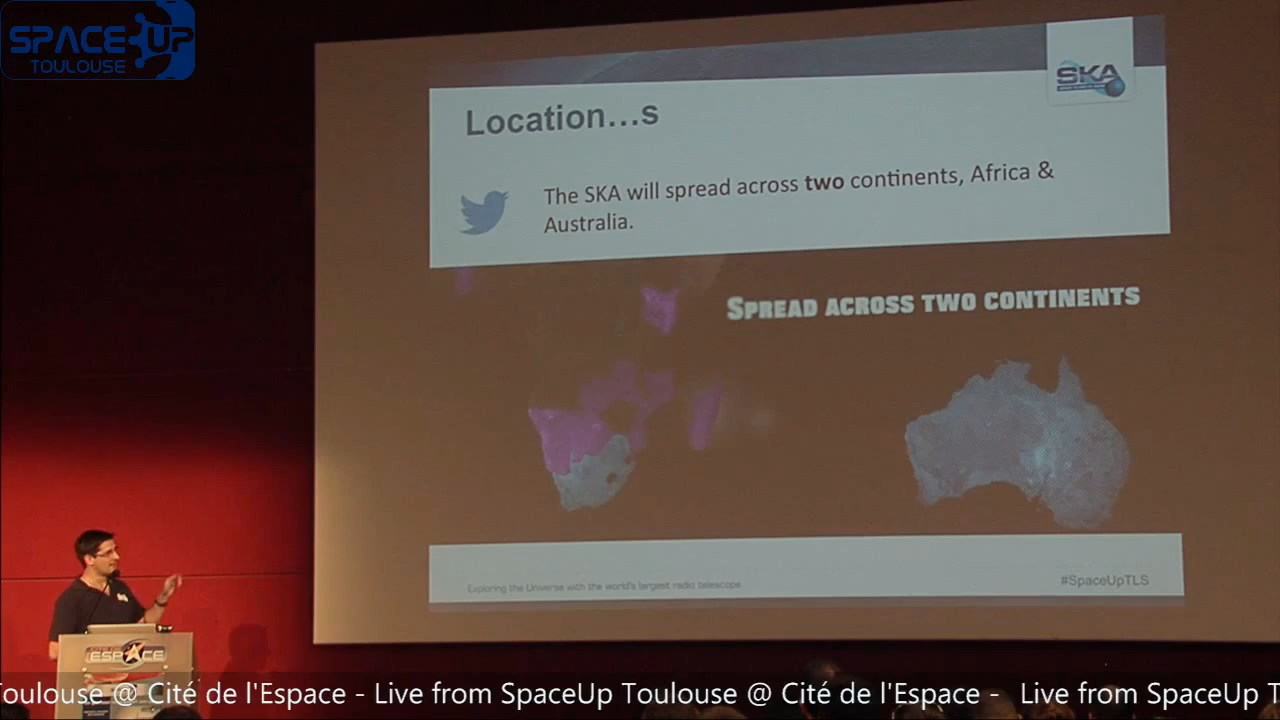 SPACE UP
TOULOUSE
SKA
Location…s
The SKA will spread across two continents, Africa &
Australia.
SPREAD ACROSS TWO CONTINENTS
Exploring the Universe with the world's largest radio telescope
#SpaceUpTLS
ESPACE
Toulouse @ Cité de l'Espace - Live from SpaceUp Toulouse @ Cité de l'Espace - Live from SpaceUp T